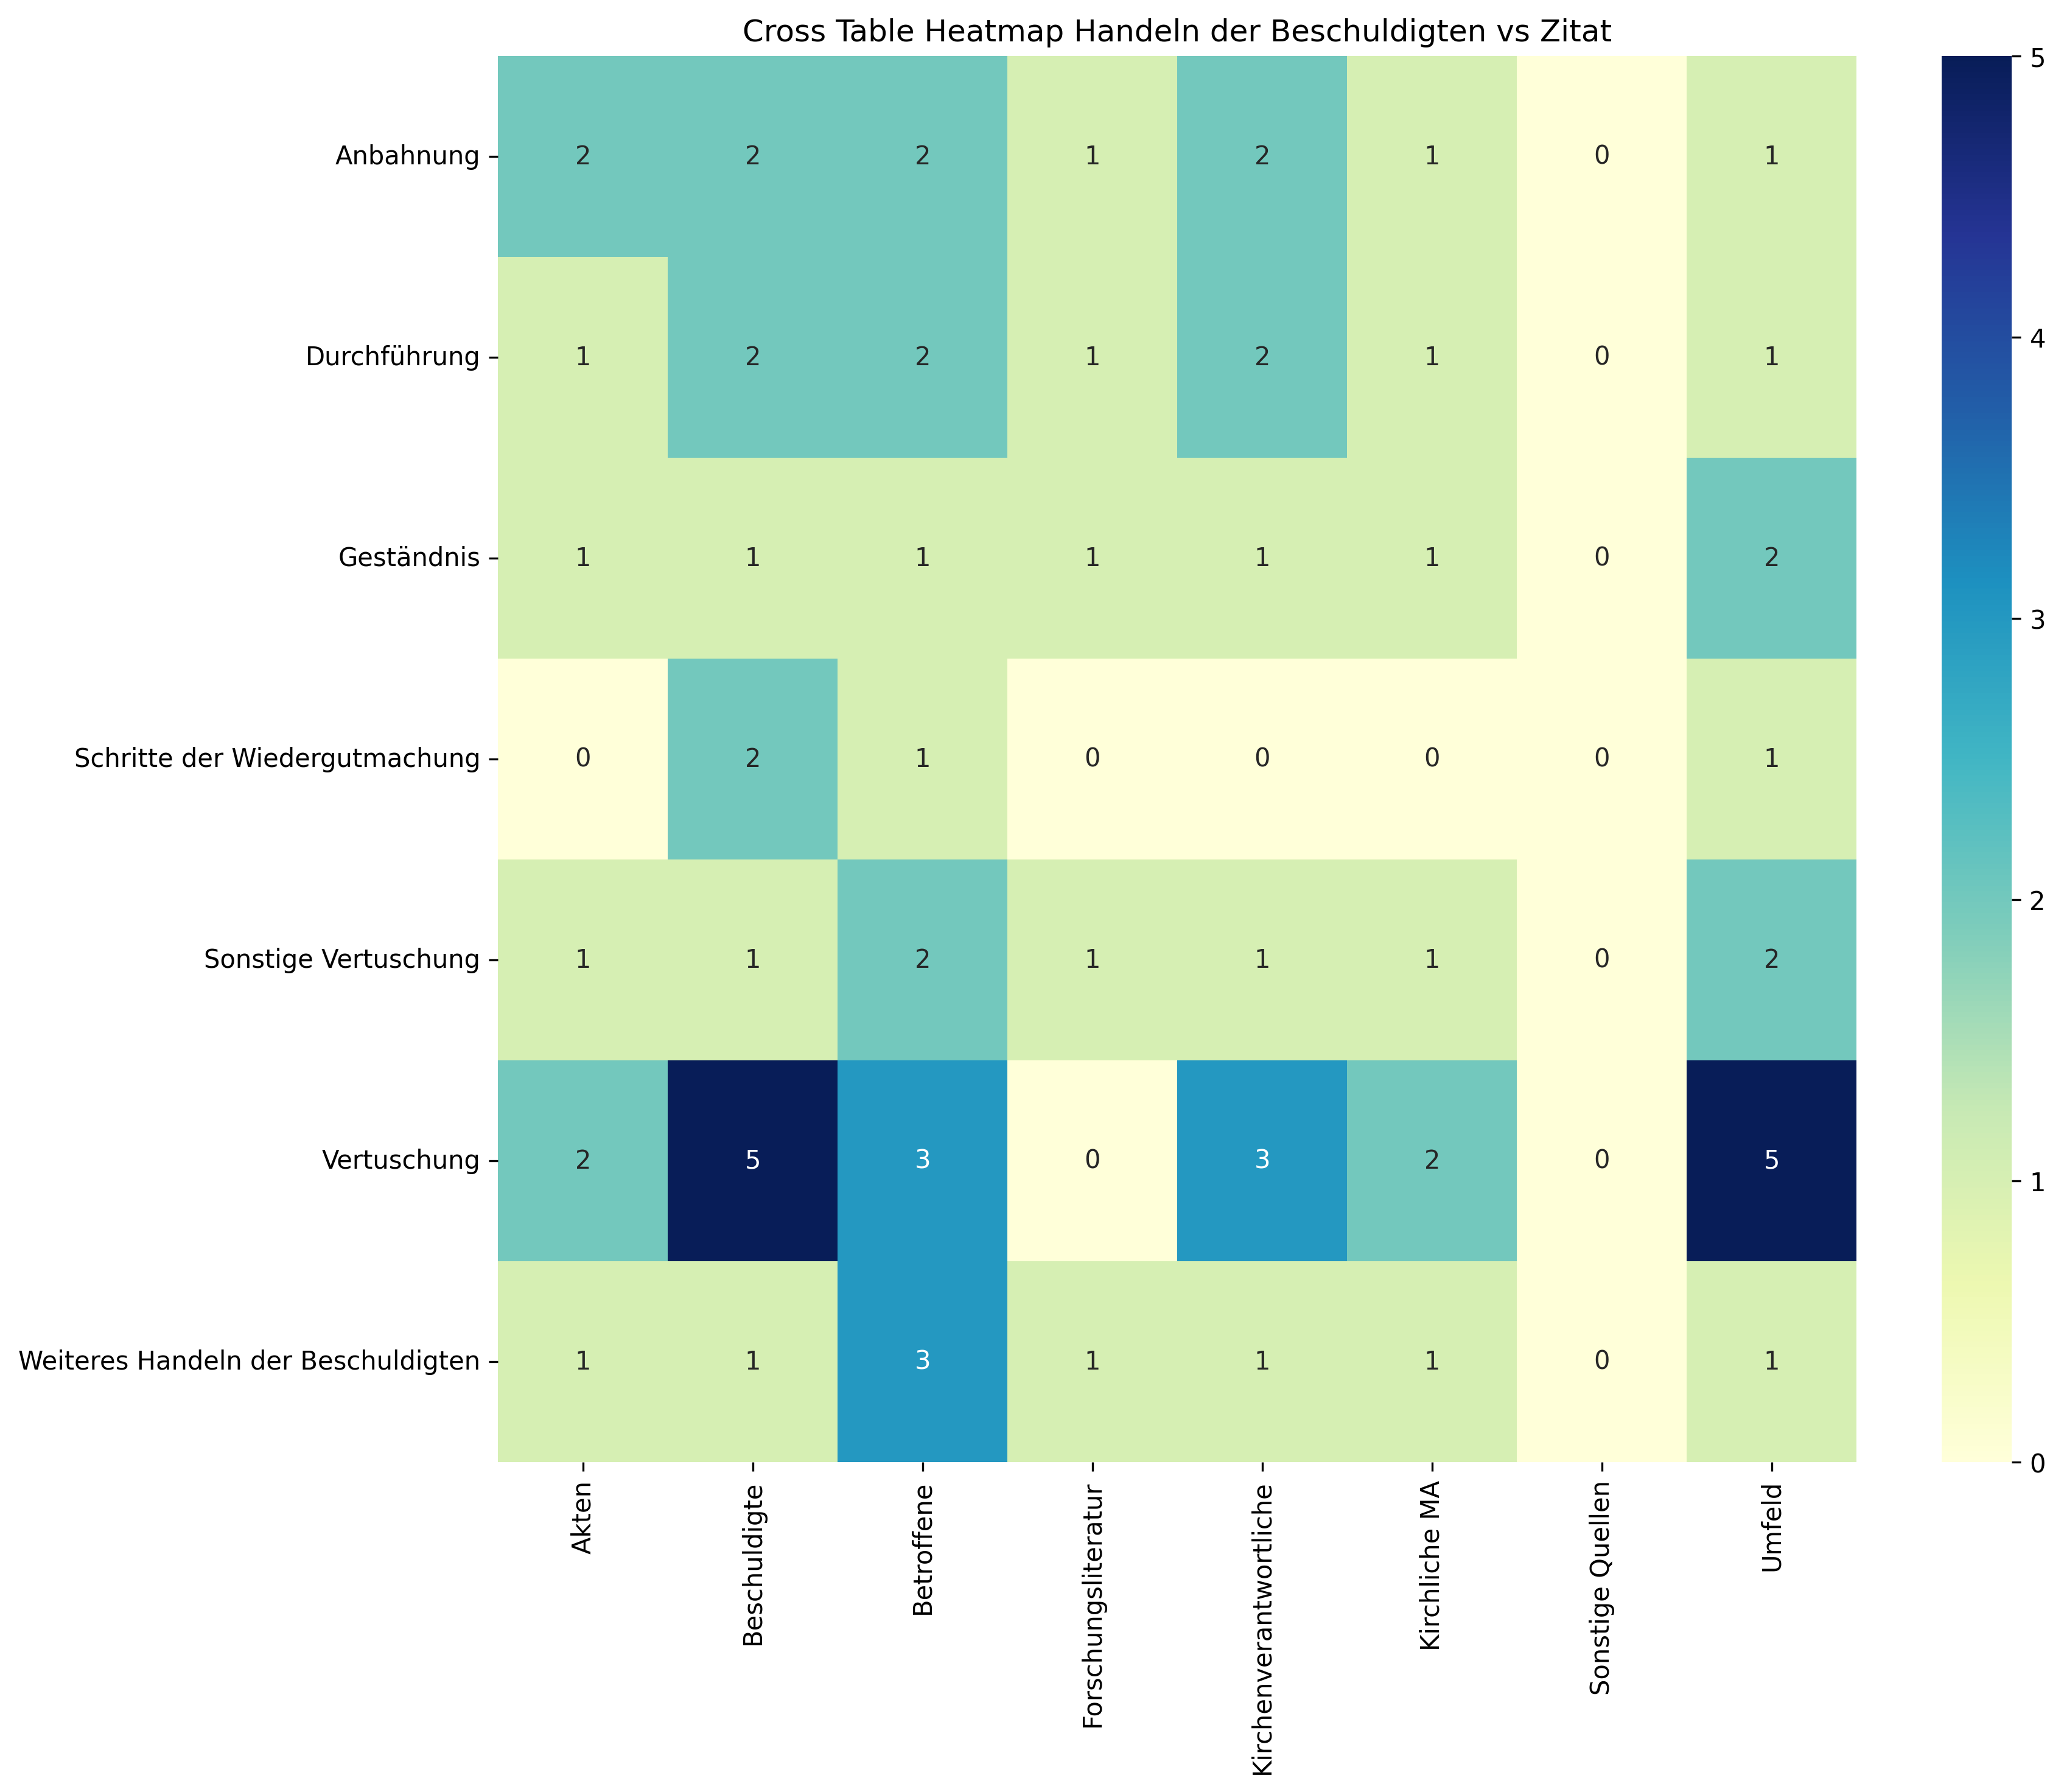 Cross Table Heatmap Handeln der Beschuldigten vs Zitat
Anbahnung 2 2 2 1 2 1 0 1
Durchführung 1 2 2 1 2 1 0 1
Geständnis 1 1 1 1 1 1 0 2
Schritte der Wiedergutmachung 0 2 1 0 0 0 0 1
Sonstige Vertuschung 1 1 2 1 1 1 0 2
Vertuschung 2 5 3 0 3 2 0 5
Weiteres Handeln der Beschuldigten 1 1 3 1 1 1 0 1
Akten
Beschuldigte
Betroffene
Forschungsliteratur
Kirchenverantwortliche
Kirchliche MA
Sonstige Quellen
Umfeld
5
4
3
2
1
0